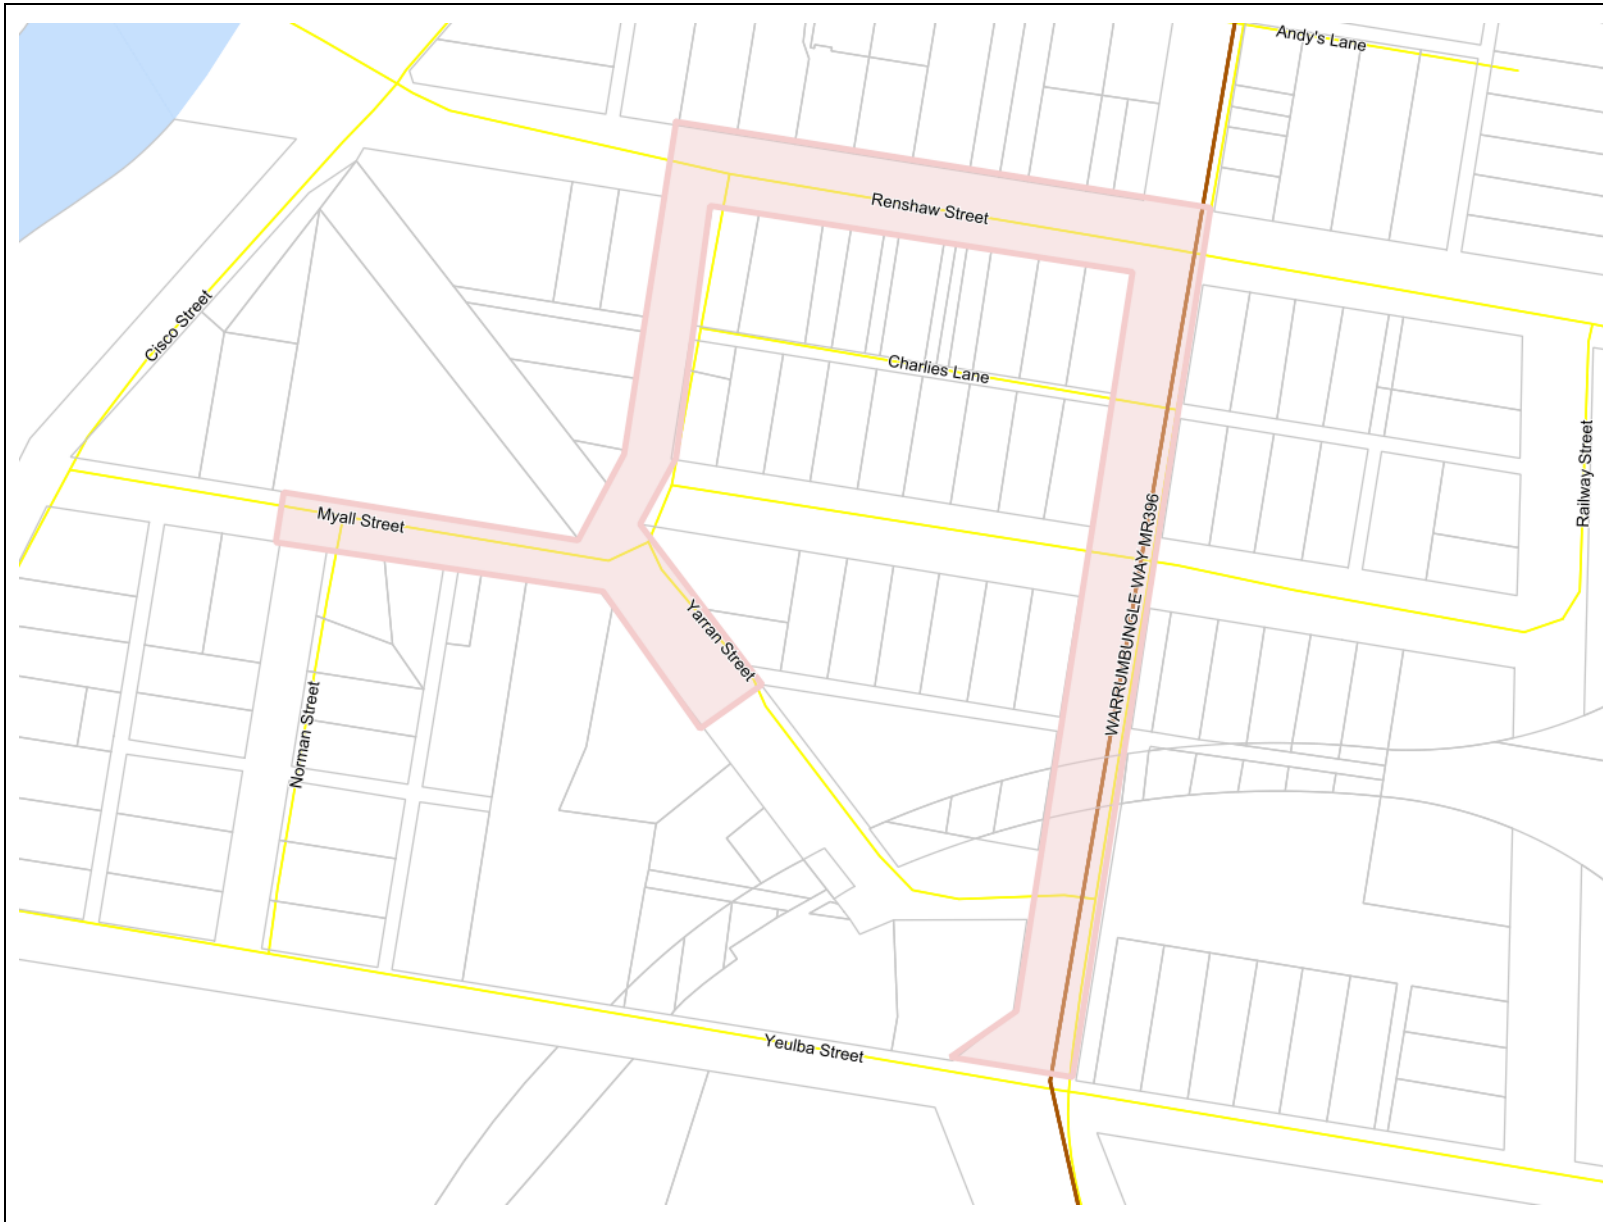 Andy's Lane
Renshaw Street
Cisco Street
Charlies Lane
Railway Street
Myall Street
WARRUMBUNGLE WAY MR396
Yarran Street
Norman Street
Yeulba Street